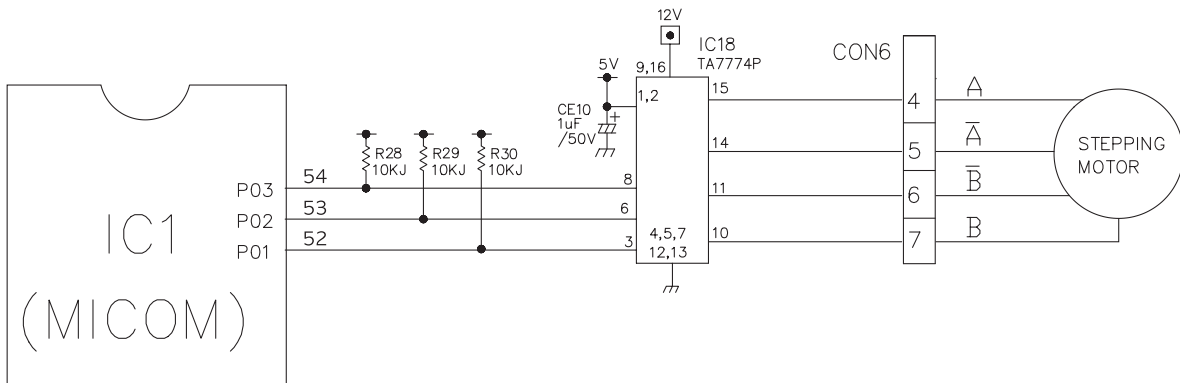 12V
IC18
TA7774P
CON6
5V
9,16
1,2
15
CE10
1uF
/50V
+
4
A
R28
10KJ
R29
10KJ
R30
10KJ
14
5
A̅
STEPPING
MOTOR
P03
54
8
11
6
B̅
P02
53
6
P01
52
3
4,5,7
12,13
10
7
B
IC1
(MICOM)